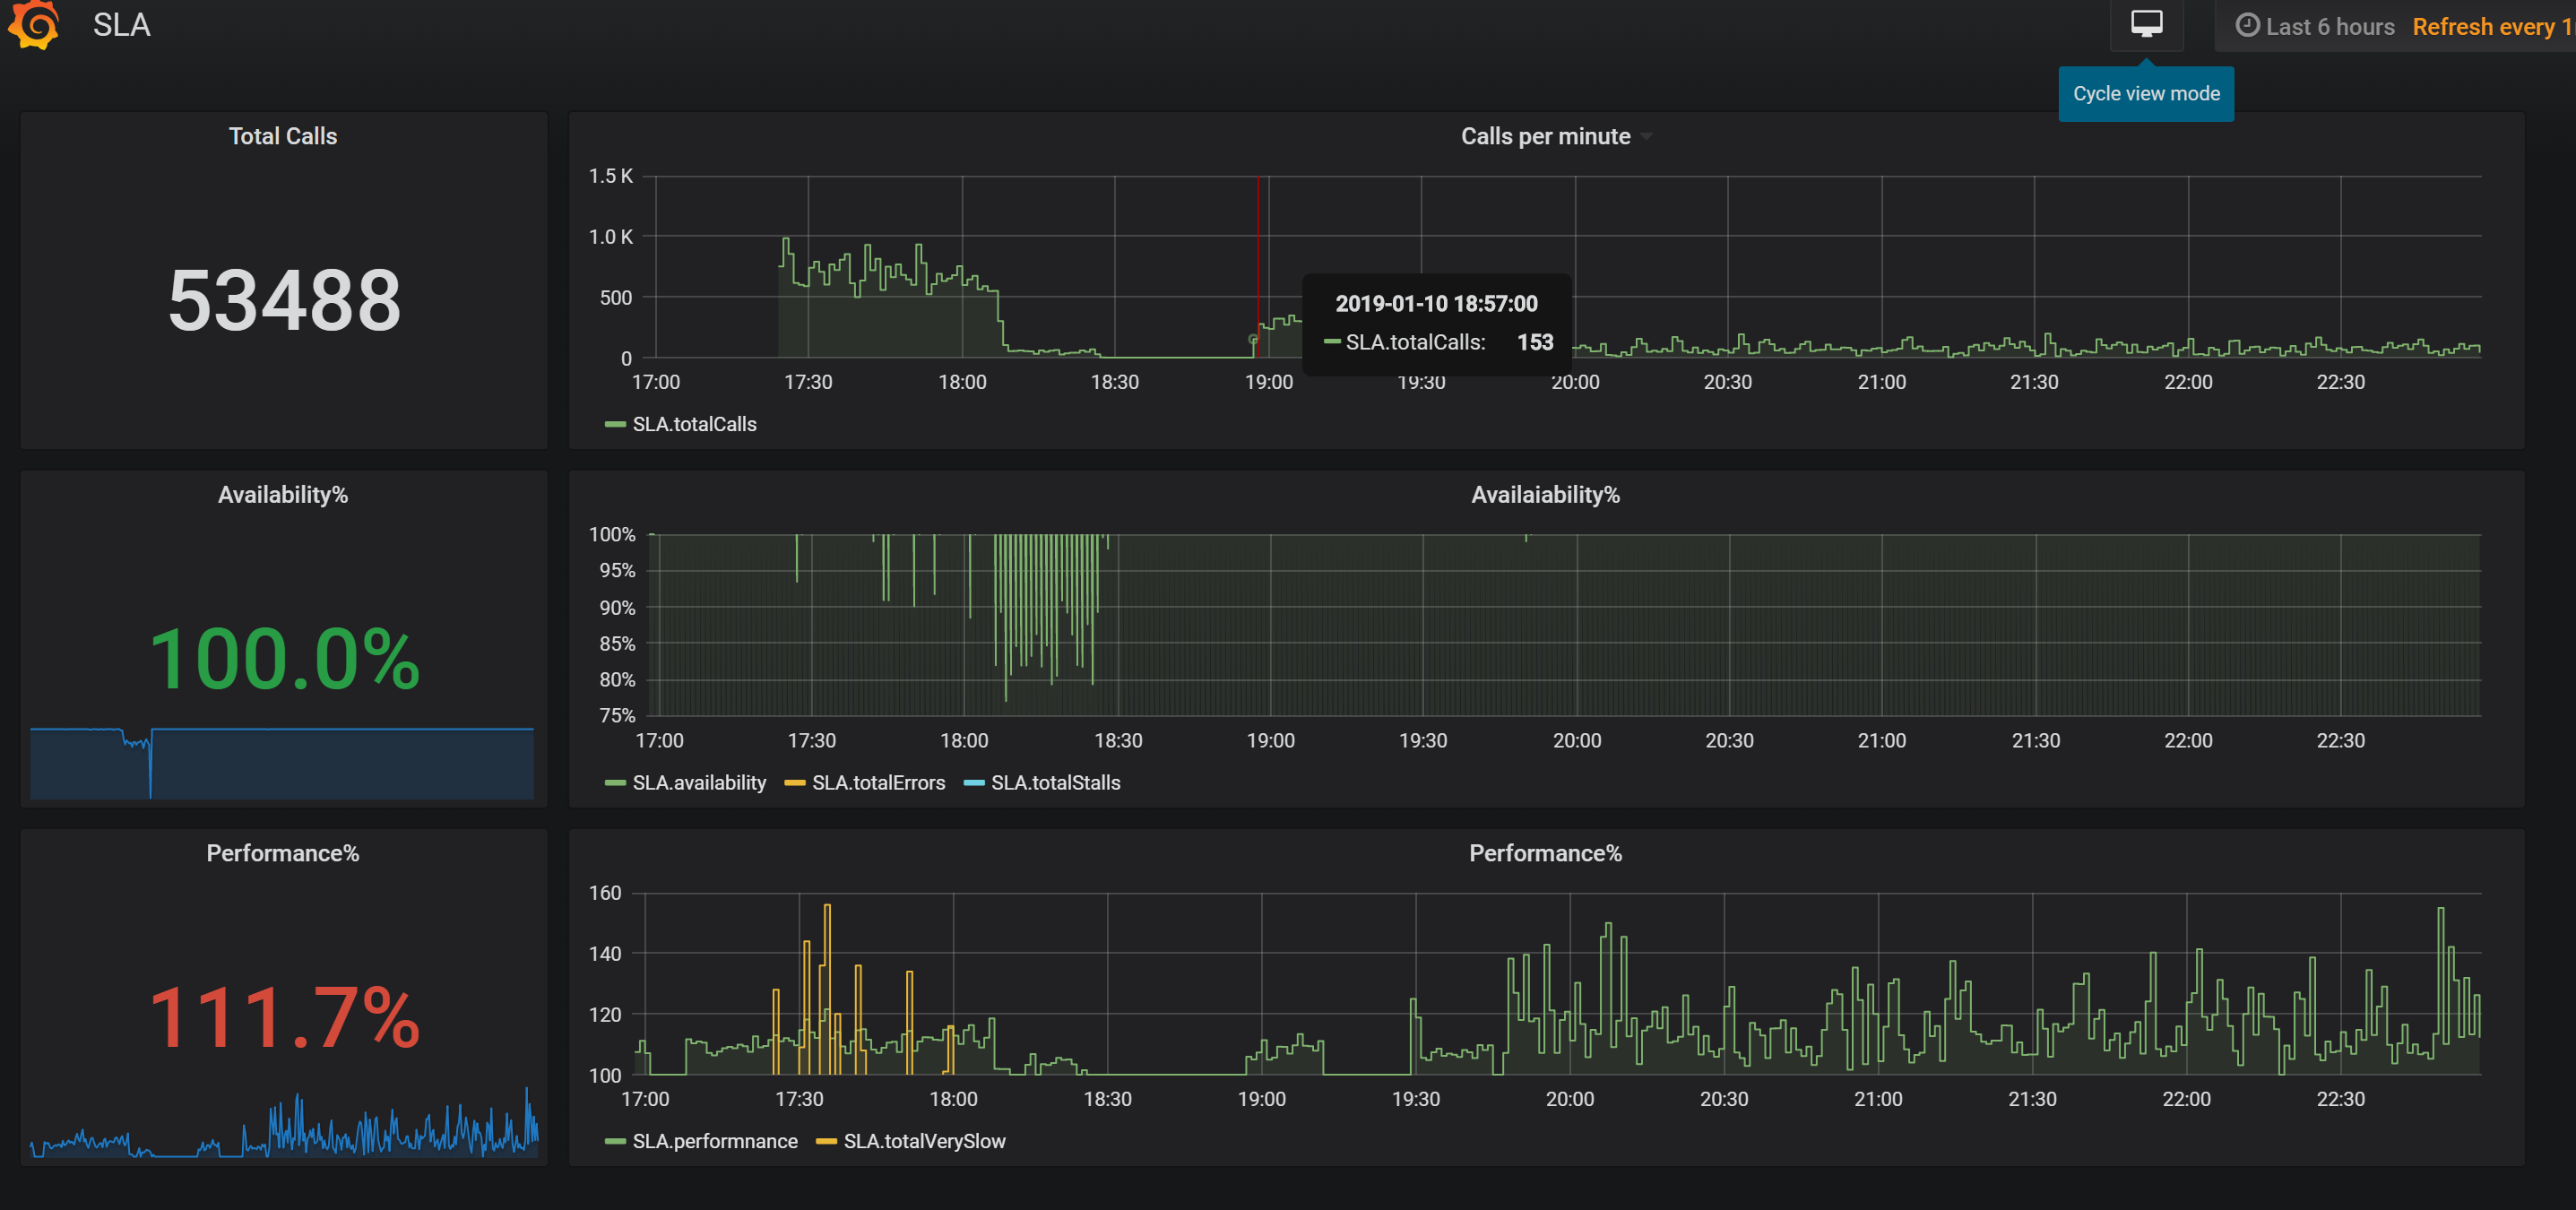 SLA
Last 6 hours Refresh every 1
Cycle view mode
Total Calls
53488
Calls per minute
1.5 K
1.0 K
500
0
2019-01-10 18:57:00
SLA.totalCalls: 153
17:00 17:30 18:00 18:30 19:00 19:30 20:00 20:30 21:00 21:30 22:00 22:30
SLA.totalCalls
Availability%
100.0%
Availaiability%
100%
95%
90%
85%
80%
75%
17:00 17:30 18:00 18:30 19:00 19:30 20:00 20:30 21:00 21:30 22:00 22:30
SLA.availability SLA.totalErrors SLA.totalStalls
Performance%
111.7%
Performance%
160
140
120
100
17:00 17:30 18:00 18:30 19:00 19:30 20:00 20:30 21:00 21:30 22:00 22:30
SLA.performnance SLA.totalVerySlow